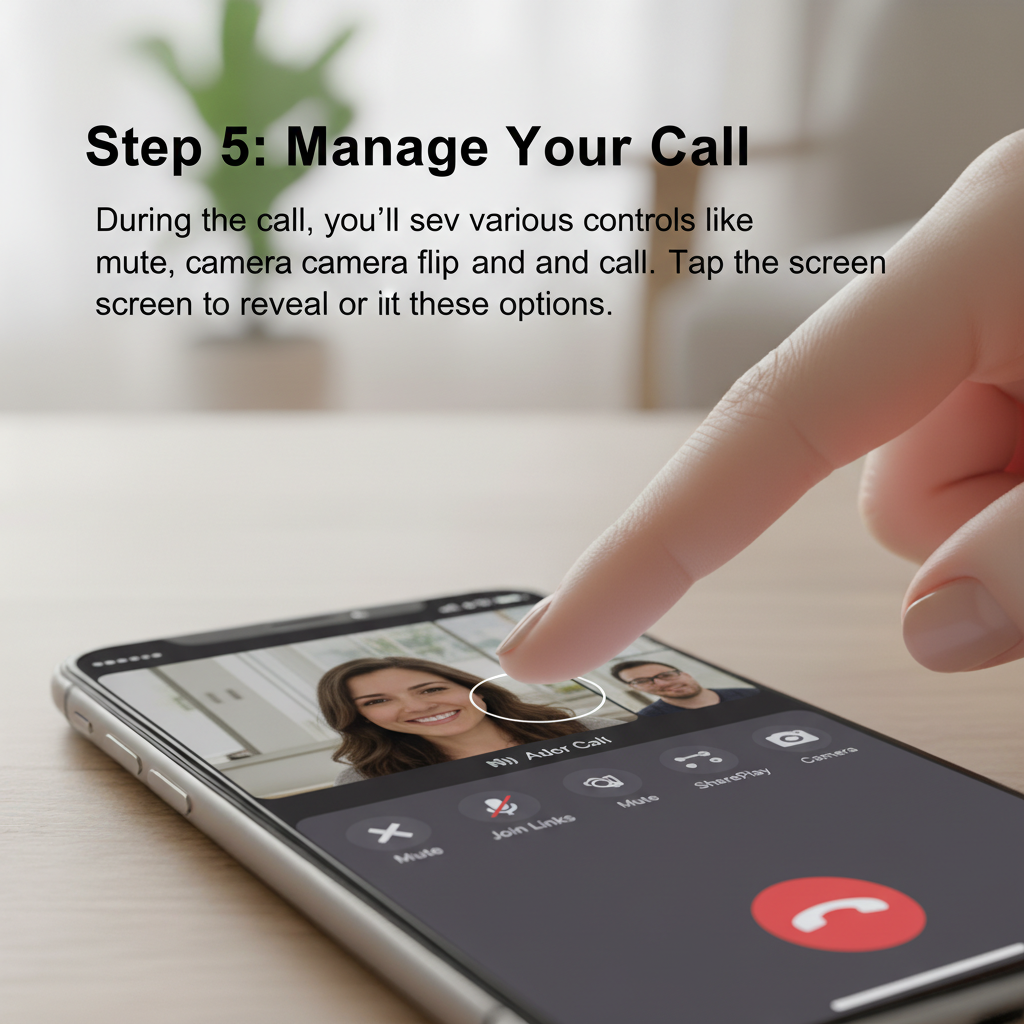 Step 5: Manage Your Call
During the call, you’ll sev various controls like
mute, camera camera flip and and call. Tap the screen
screen to reveal or iit these options.
Call
Camera
SharePlay
Mute
Join Links
Mute